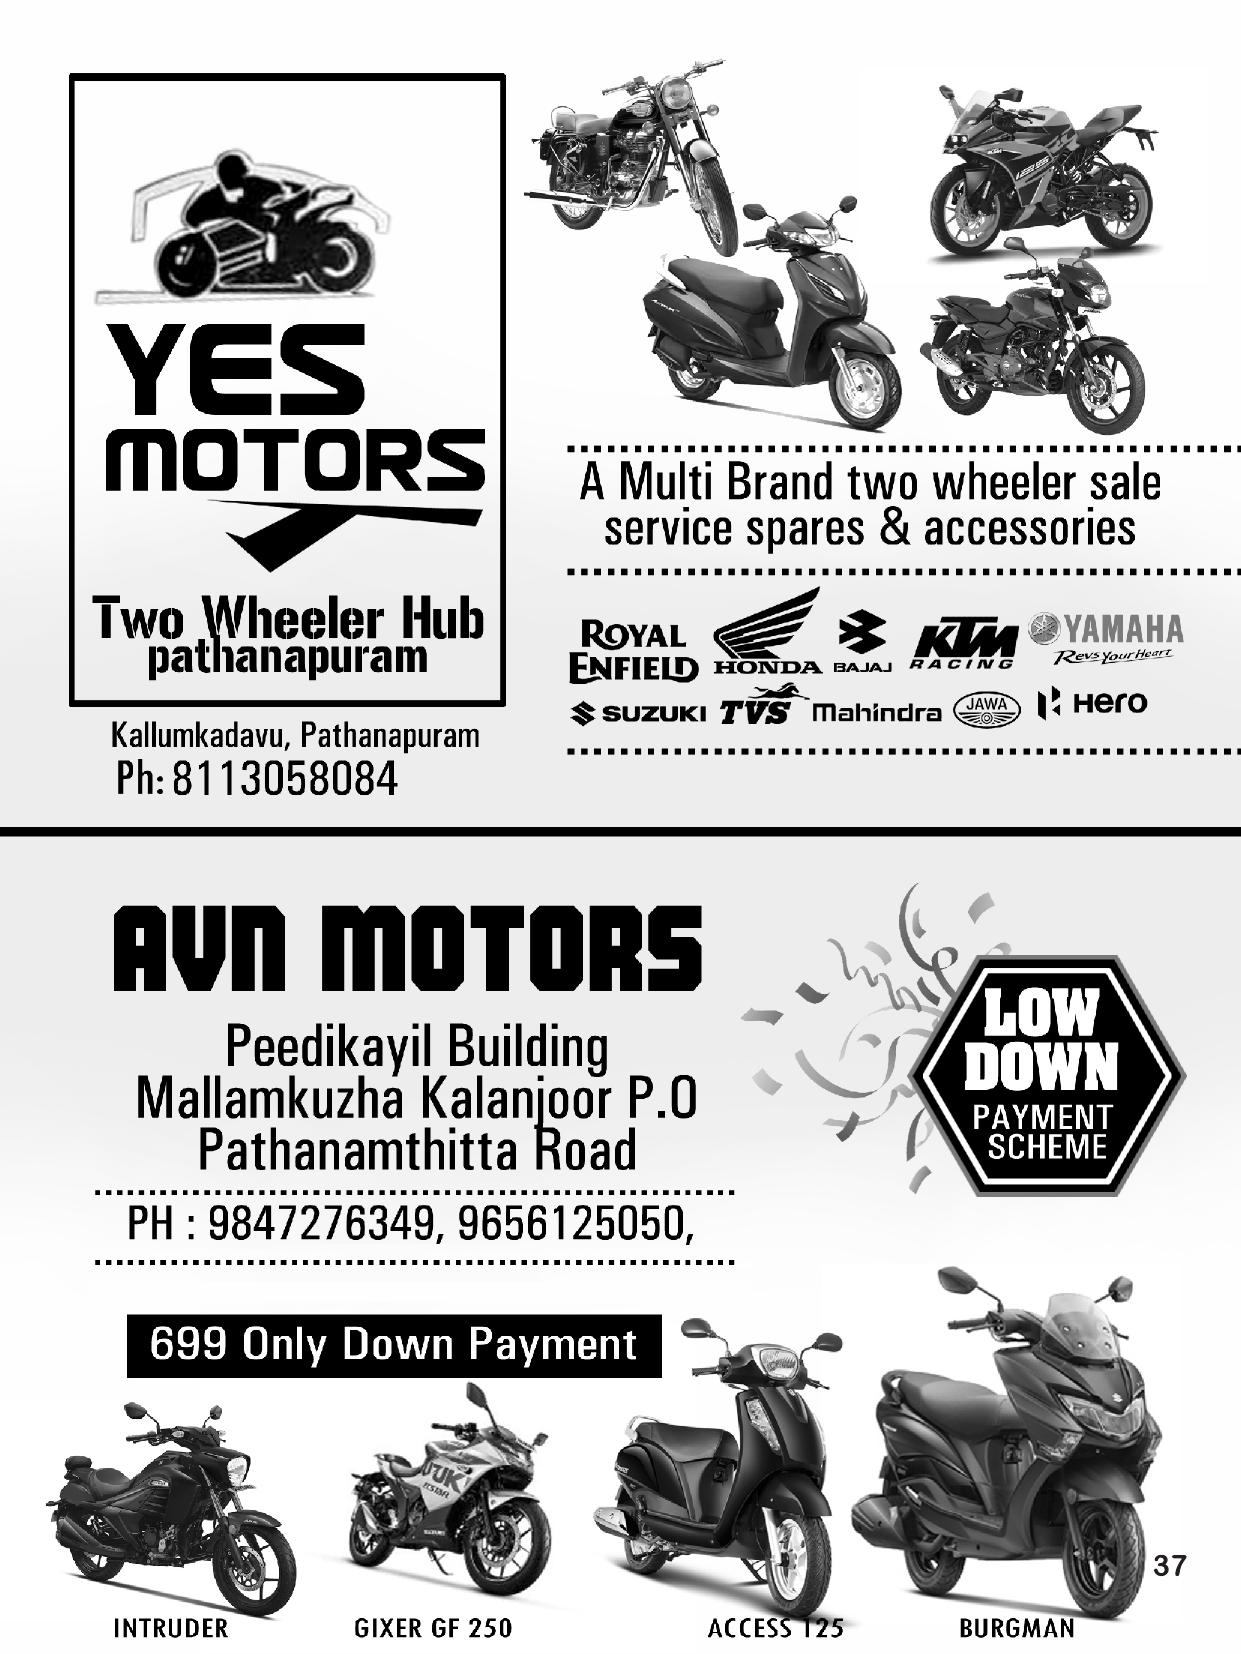 YES
MOTORS
Two Wheeler Hub
pathanapuram
Kallumkadavu, Pathanapuram
Ph: 8113058084
A Multi Brand two wheeler sale
service spares & accessories
ROYAL
ENFIELD
HONDA
BAJAJ
KTM
RACING
YAMAHA
Revs Your Heart
SUZUKI
TVS
Mahindra
JAWA
Hero
AVN MOTORS
Peedikayil Building
Mallamkuzha Kalanjoor P.O
Pathanamthitta Road
PH : 9847276349, 9656125050,
LOW
DOWN
PAYMENT
SCHEME
699 Only Down Payment
INTRUDER
GIXER GF 250
ACCESS 125
BURGMAN
37